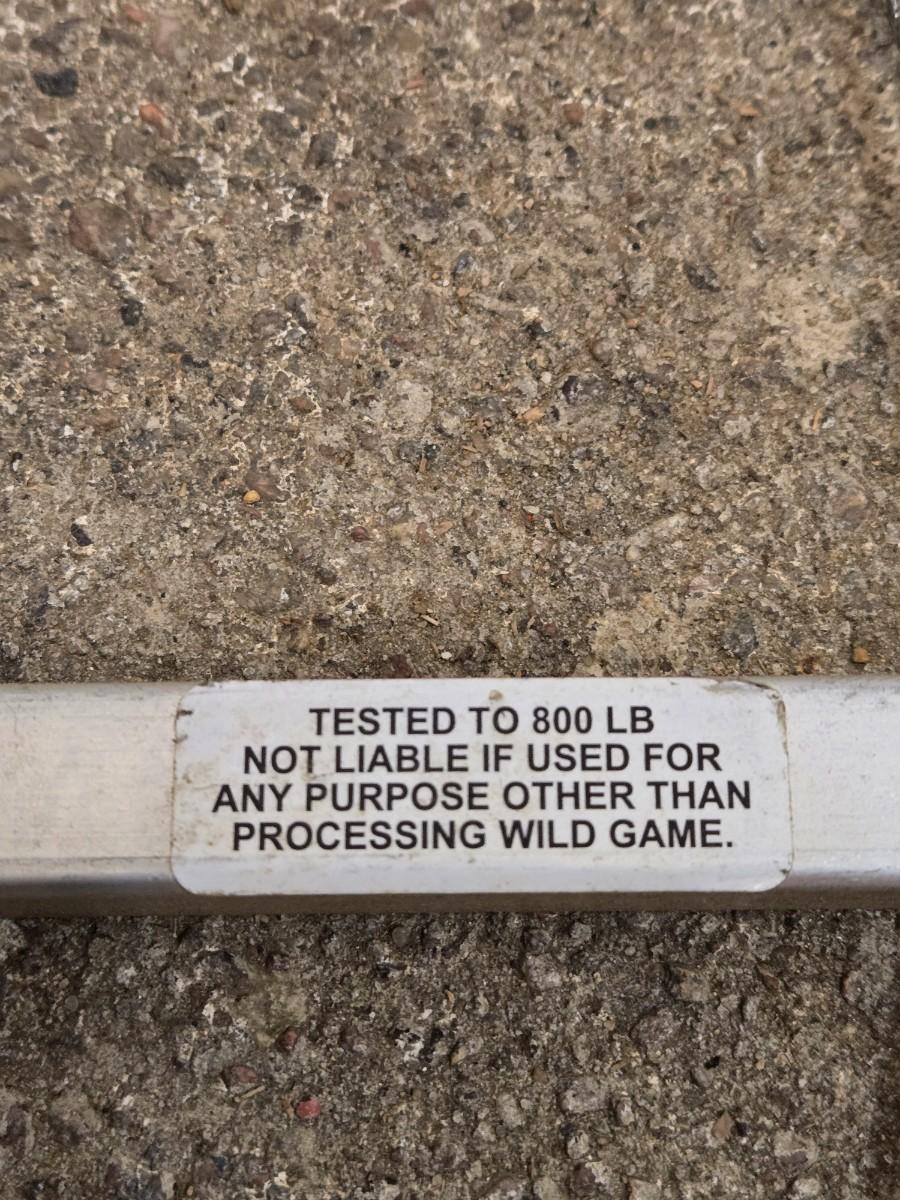 TESTED TO 800 LB
NOT LIABLE IF USED FOR
ANY PURPOSE OTHER THAN
PROCESSING WILD GAME.